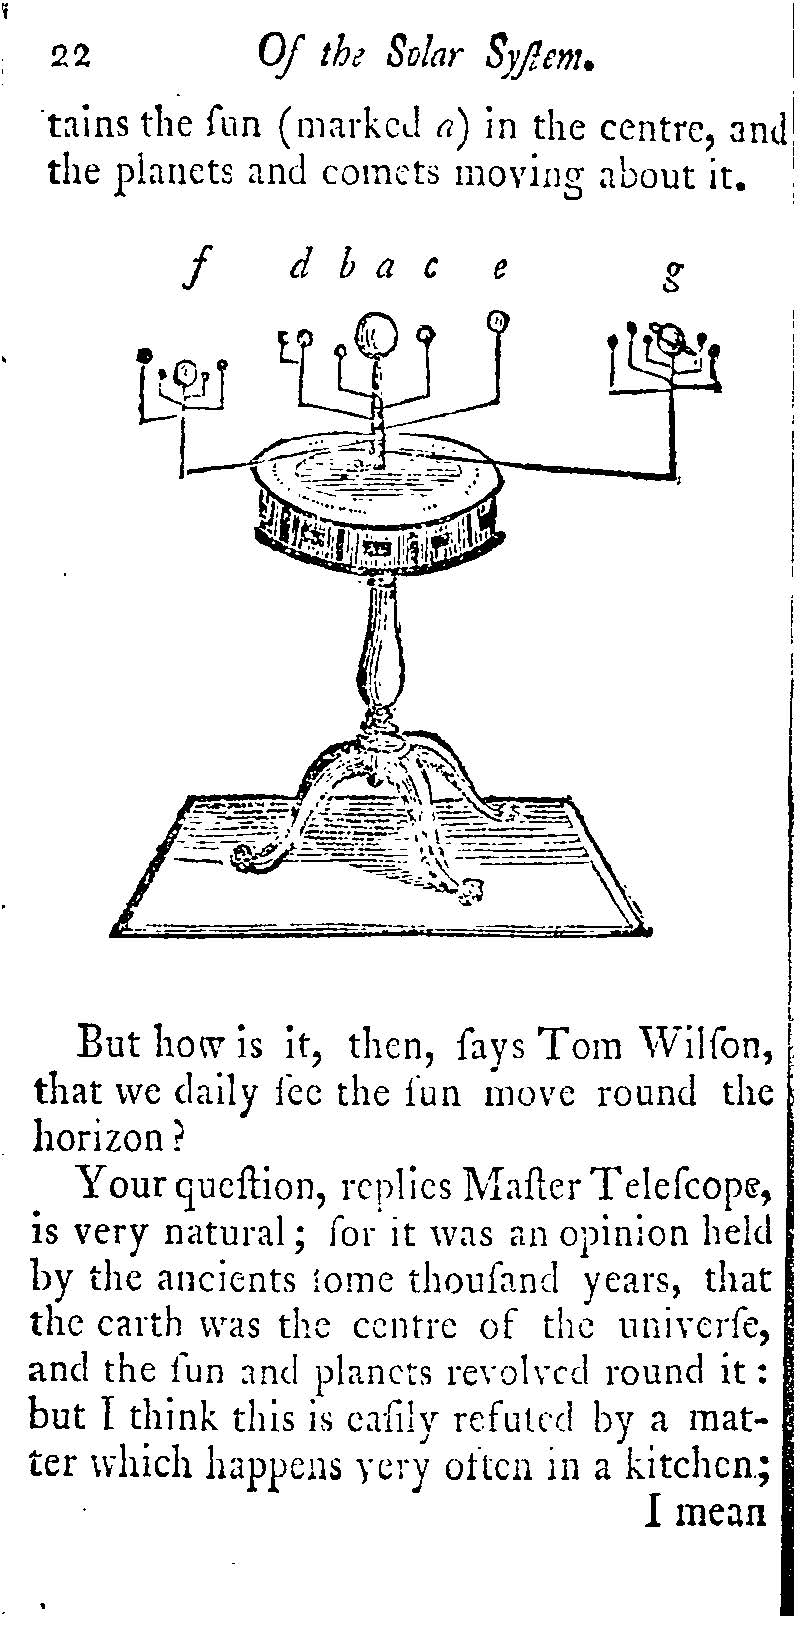 22 Of the Solar Syſtem.
tains the ſun (marked a) in the centre, and
the planets and comets moving about it.
f d b a c e g
But how is it, then, ſays Tom Wilſon,
that we daily ſee the ſun move round the
horizon?
Your queſtion, replies Maſter Teleſcope,
is very natural; for it was an opinion held
by the ancients ſome thouſand years, that
the earth was the centre of the univerſe,
and the ſun and planets revolved round it:
but I think this is eaſily refuted by a mat-
ter which happens very often in a kitchen;
I mean